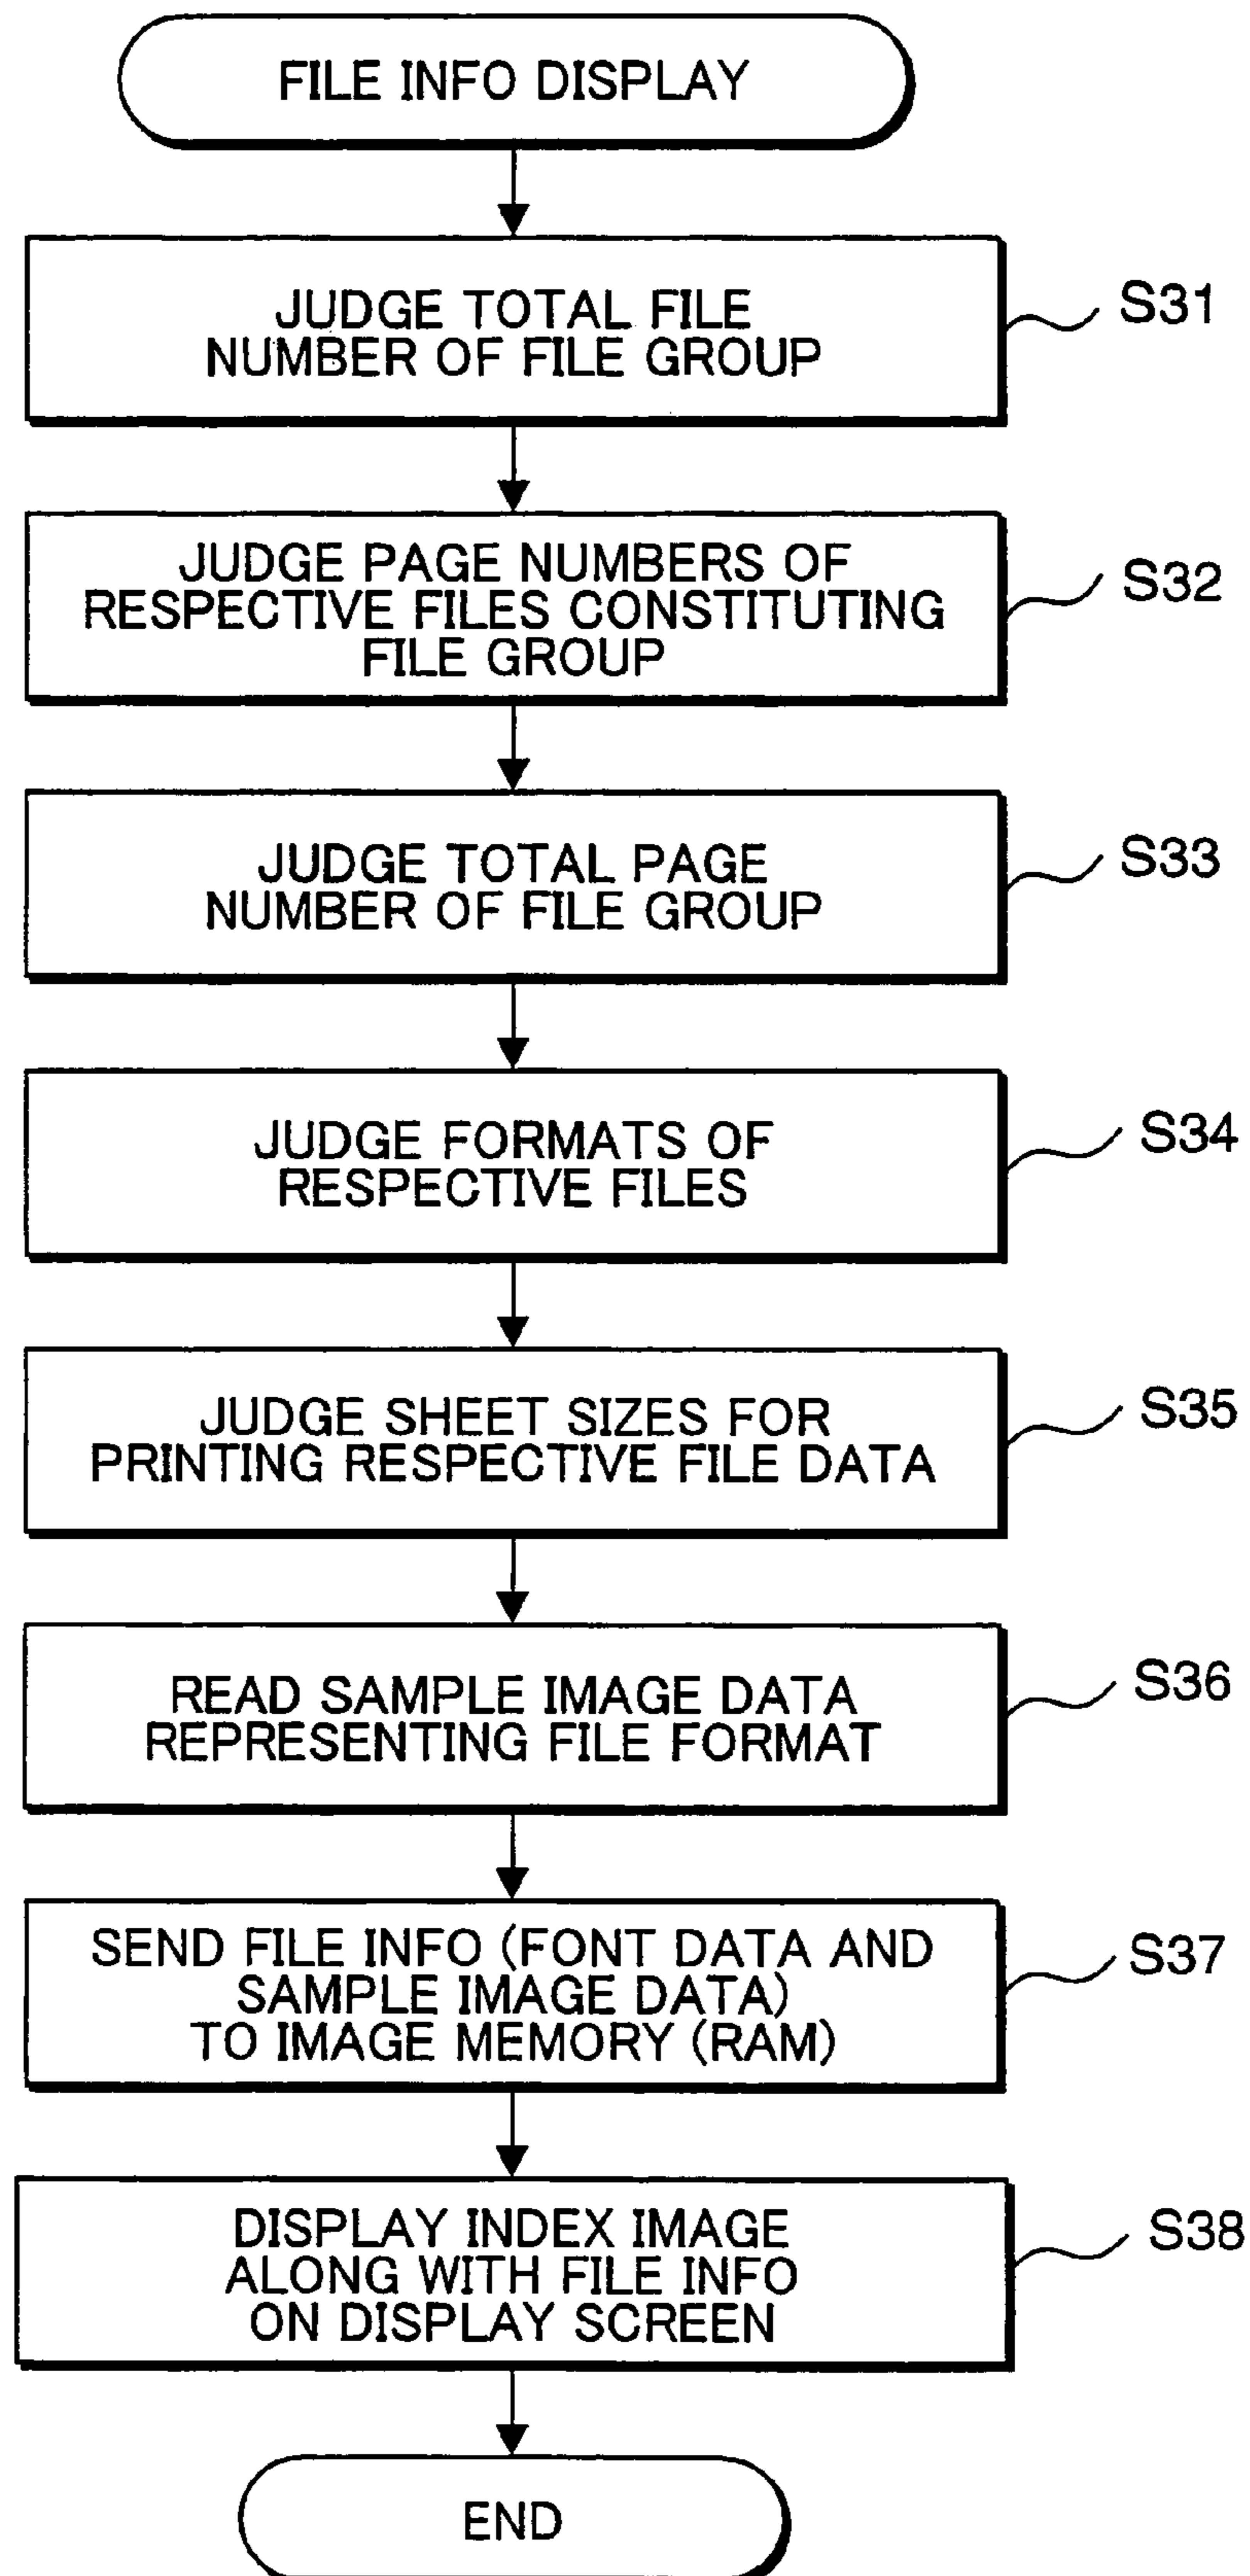 FILE INFO DISPLAY
JUDGE TOTAL FILE
NUMBER OF FILE GROUP
S31
JUDGE PAGE NUMBERS OF
RESPECTIVE FILES CONSTITUTING
FILE GROUP
S32
JUDGE TOTAL PAGE
NUMBER OF FILE GROUP
S33
JUDGE FORMATS OF
RESPECTIVE FILES
S34
JUDGE SHEET SIZES FOR
PRINTING RESPECTIVE FILE DATA
S35
READ SAMPLE IMAGE DATA
REPRESENTING FILE FORMAT
S36
SEND FILE INFO (FONT DATA AND
SAMPLE IMAGE DATA)
TO IMAGE MEMORY (RAM)
S37
DISPLAY INDEX IMAGE
ALONG WITH FILE INFO
ON DISPLAY SCREEN
S38
END